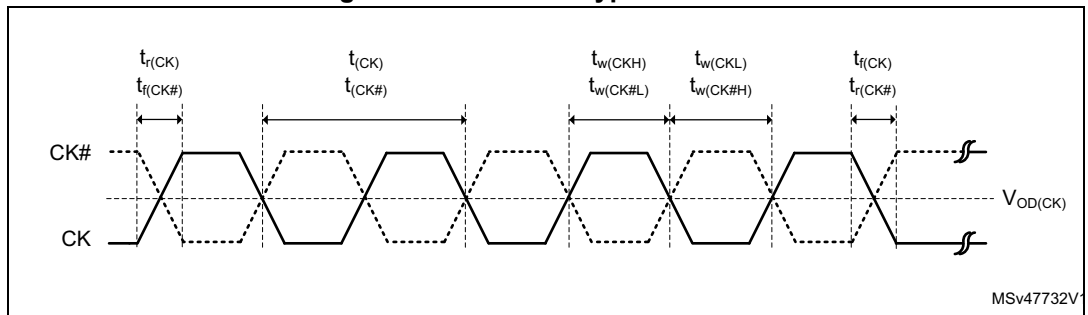 t_r(CK) t_(CK) t_w(CKH) t_w(CKL) t_f(CK)
t_f(CK#) t_(CK#) t_w(CK#L) t_w(CK#H) t_r(CK#)
CK#
V_OD(CK)
CK
MSv47732V1